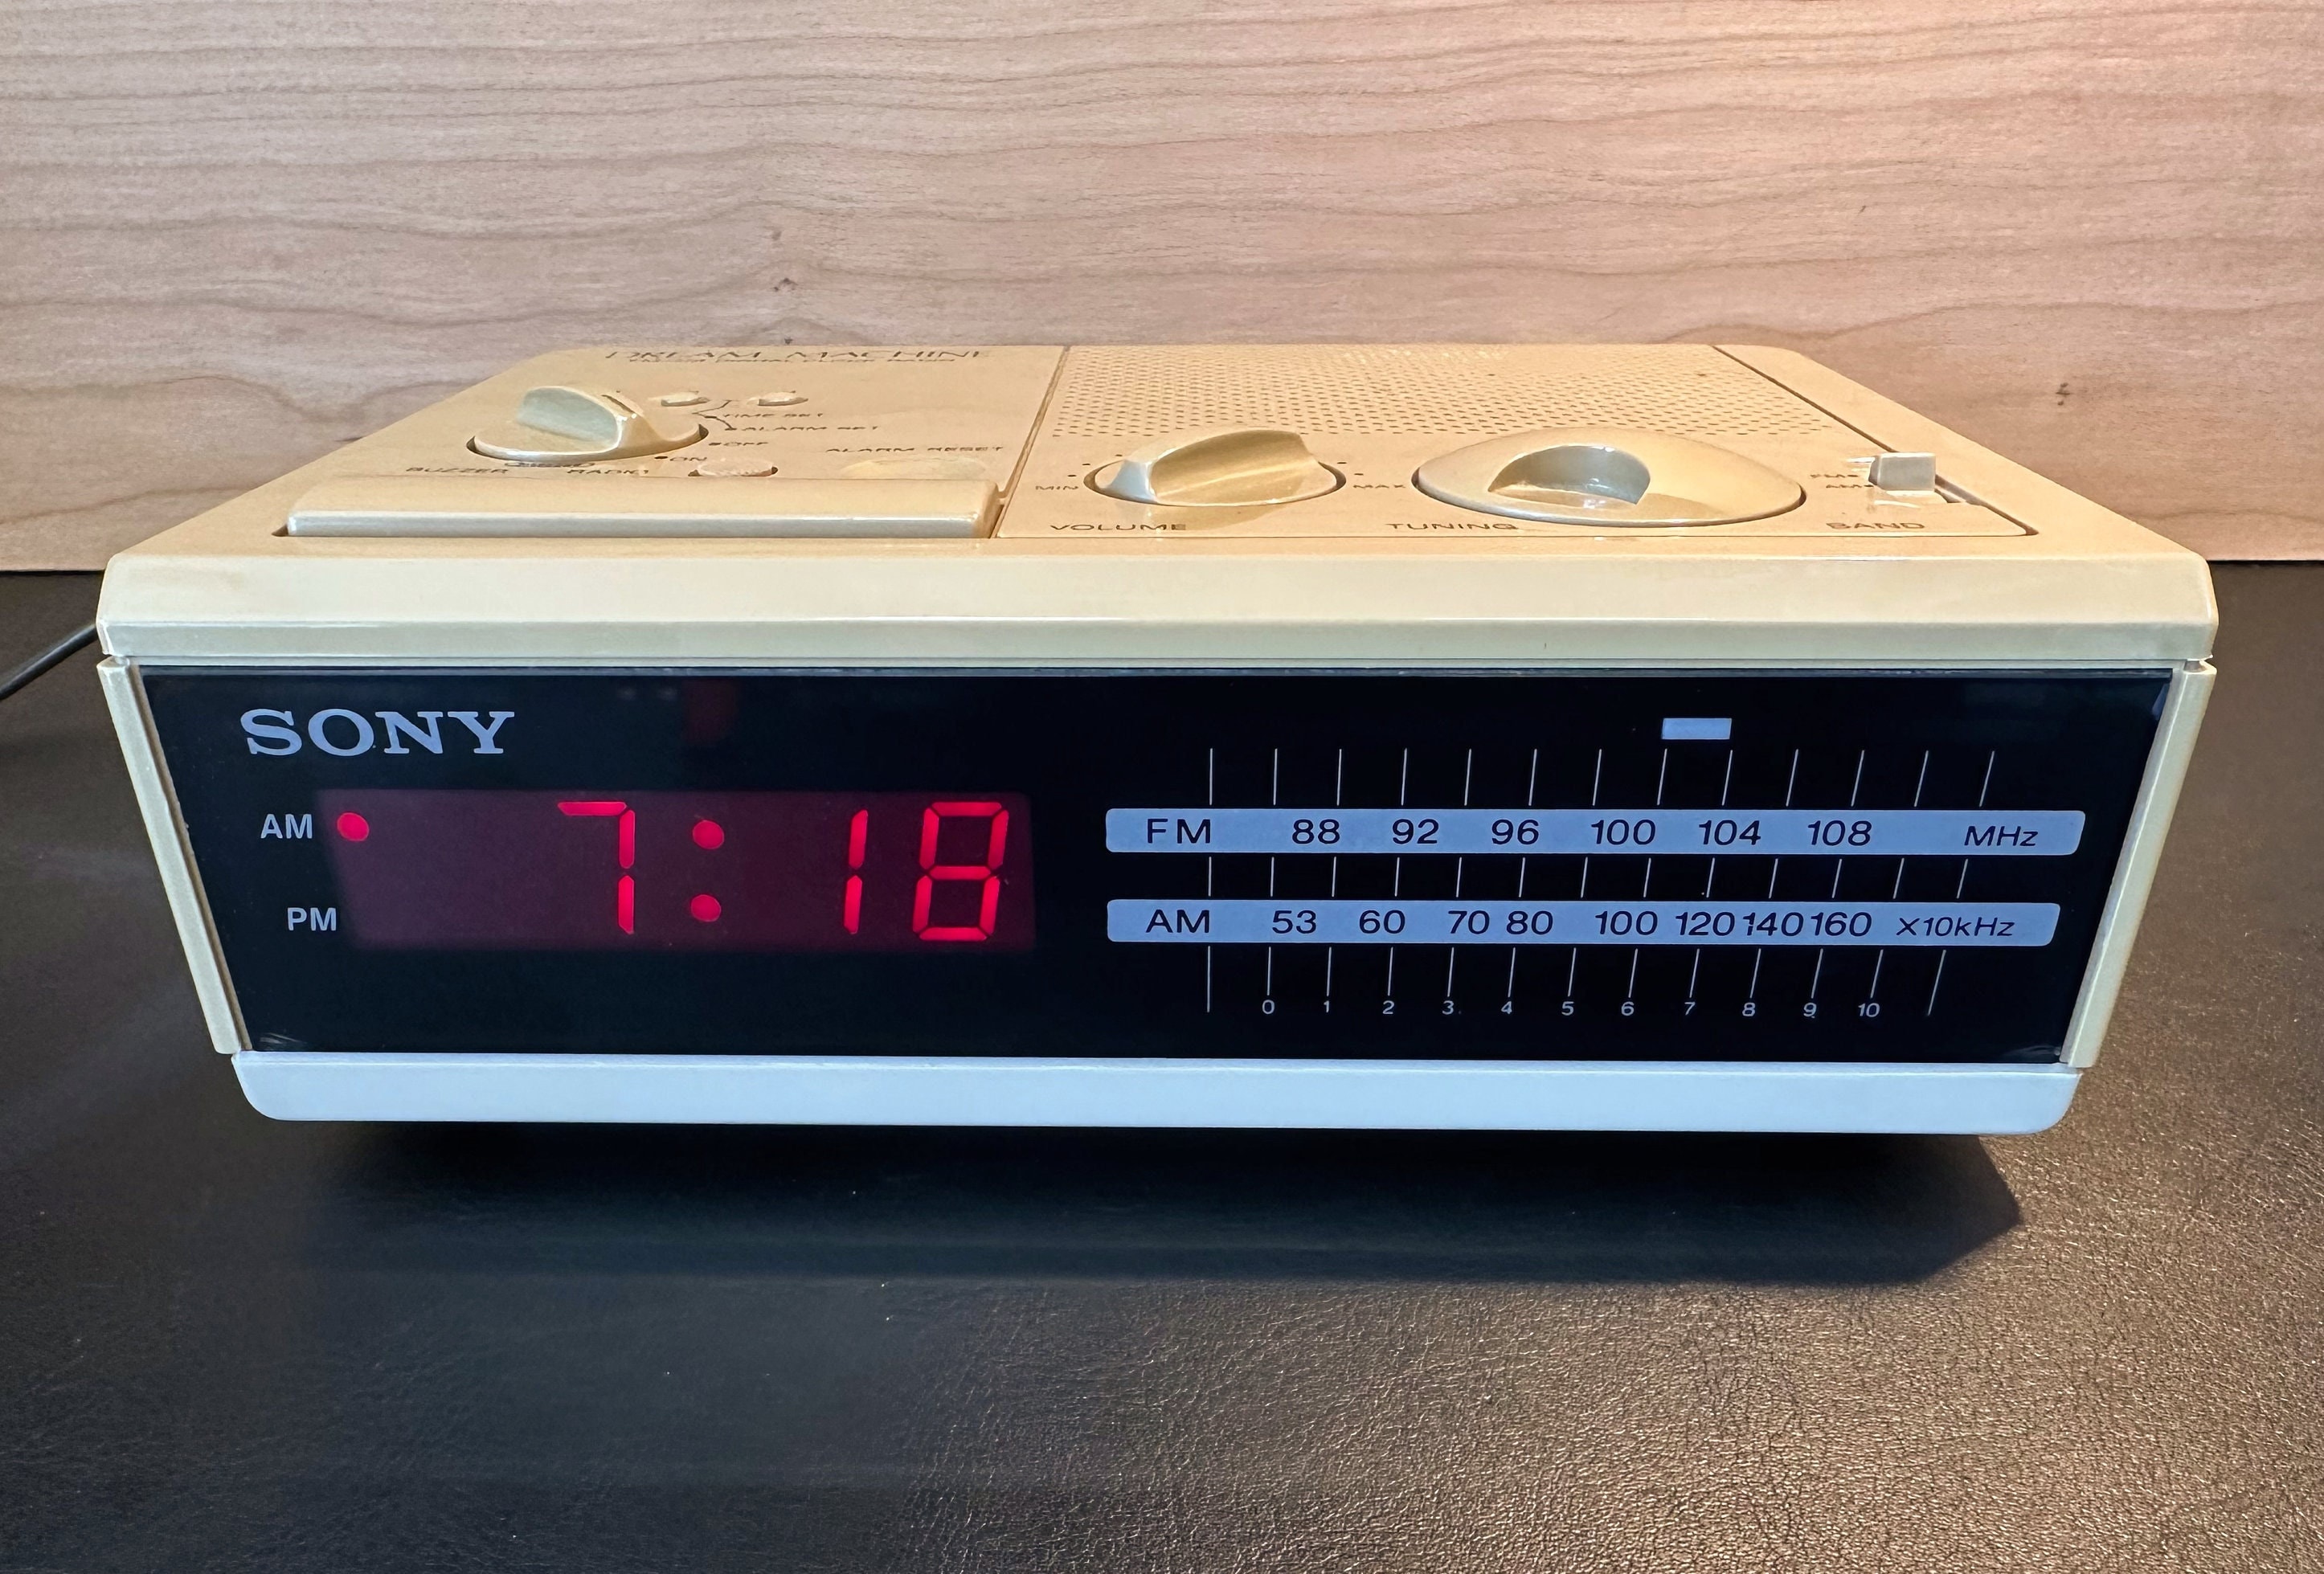 DREAM MACHINE
TIME SET
ALARM SET
OFF
ON
ALARM RESET
BUZZER
RADIO
MIN
MAX
VOLUME
TUNING
FM
AM
BAND
SONY
AM
7:18
PM
FM 88 92 96 100 104 108 MHz
AM 53 60 70 80 100 120 140 160 X10kHz
0 1 2 3 4 5 6 7 8 9 10